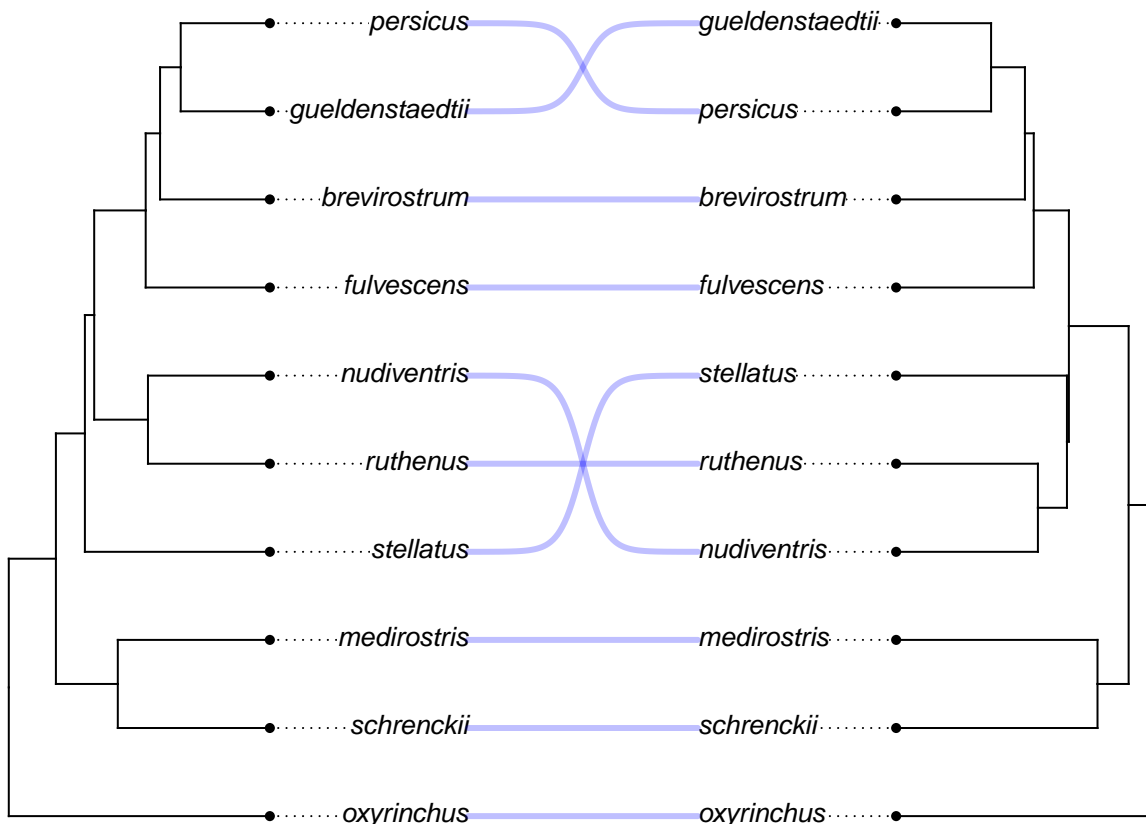 persicus gueldenstaedtii
gueldenstaedtii persicus
brevirostrum brevirostrum
fulvescens fulvescens
nudiventris stellatus
ruthenus ruthenus
stellatus nudiventris
medirostris medirostris
schrenckii schrenckii
oxyrinchus oxyrinchus